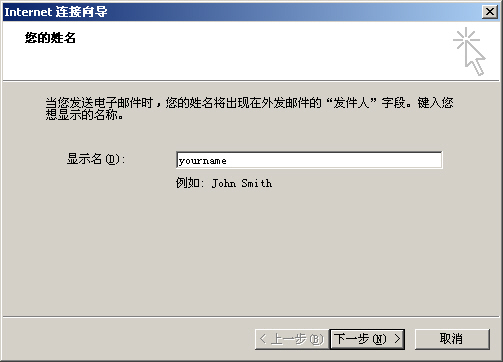 Internet 连接向导
您的姓名
当您发送电子邮件时，您的姓名将出现在外发邮件的“发件人”字段。键入您
想显示的名称。
显示名(D): yourname
例如: John Smith
< 上一步(B) 下一步(N) > 取消